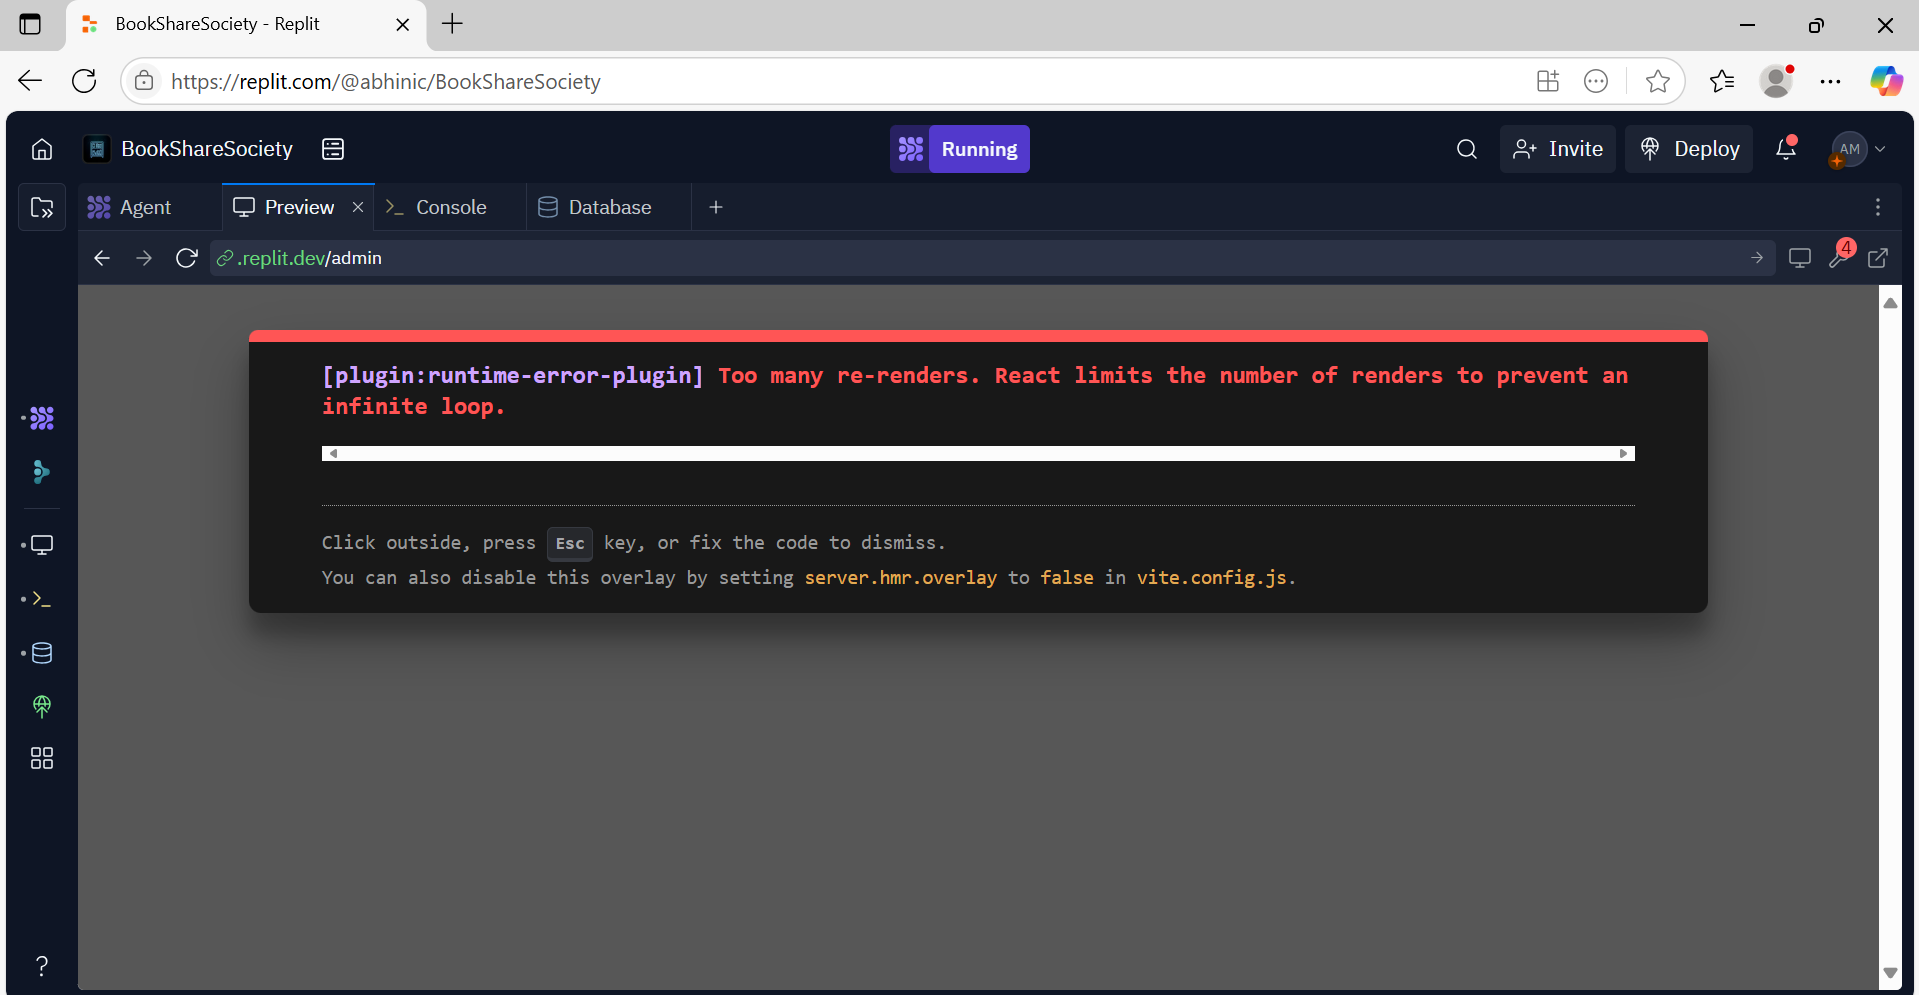 BookShareSociety - Replit
https://replit.com/@abhinic/BookShareSociety
BookShareSociety
Running
Invite
Deploy
AM
Agent
Preview
Console
Database
.replit.dev/admin
4
[plugin:runtime-error-plugin] Too many re-renders. React limits the number of renders to prevent an
infinite loop.
Click outside, press Esc key, or fix the code to dismiss.
You can also disable this overlay by setting server.hmr.overlay to false in vite.config.js.